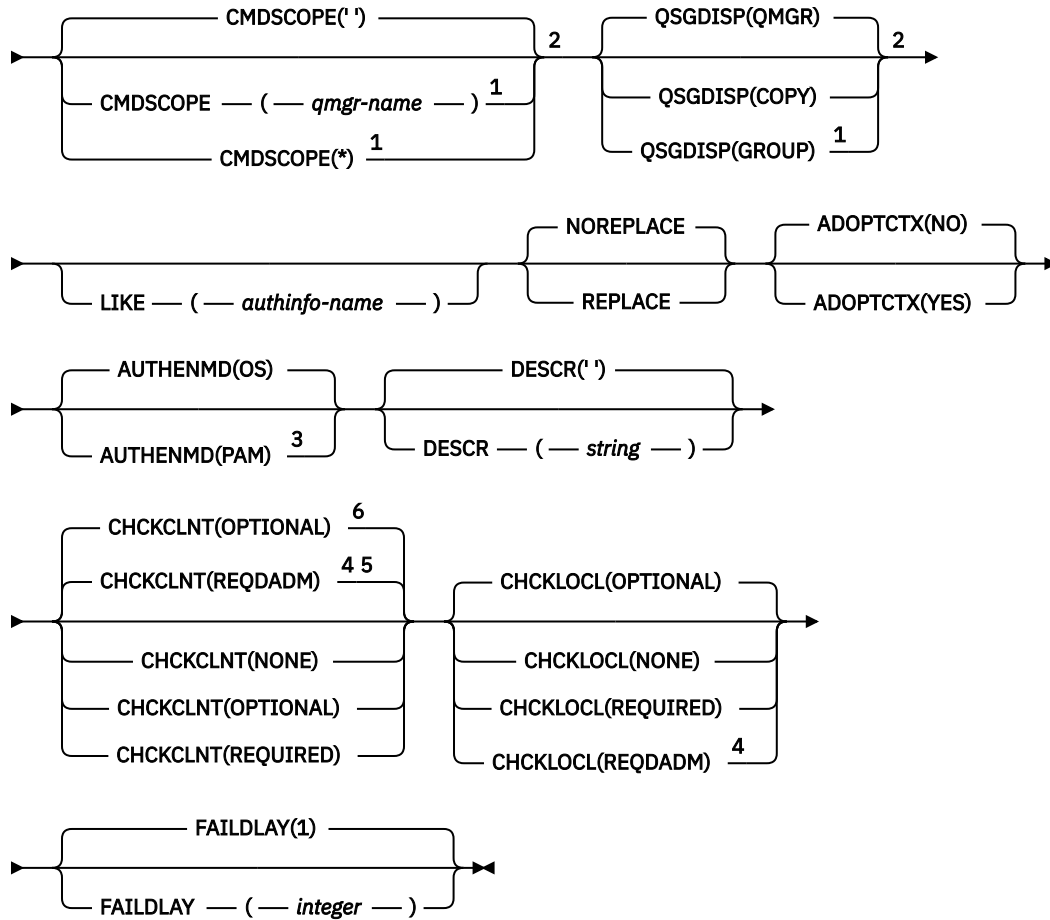 CMDSCOPE(' ') QSGDISP(QMGR)
2 2
CMDSCOPE ( qmgr-name ) 1 QSGDISP(COPY)
CMDSCOPE(*) 1 QSGDISP(GROUP) 1
NOREPLACE ADOPTCTX(NO)
LIKE ( authinfo-name ) REPLACE ADOPTCTX(YES)
AUTHENMD(OS) DESCR(' ')
AUTHENMD(PAM) 3 DESCR ( string )
CHCKCLNT(OPTIONAL) 6
CHCKCLNT(REQDADM) 4 5 CHCKLOCL(OPTIONAL)
CHCKCLNT(NONE) CHCKLOCL(NONE)
CHCKCLNT(OPTIONAL) CHCKLOCL(REQUIRED)
CHCKCLNT(REQUIRED) CHCKLOCL(REQDADM) 4
FAILDLAY(1)
FAILDLAY ( integer )